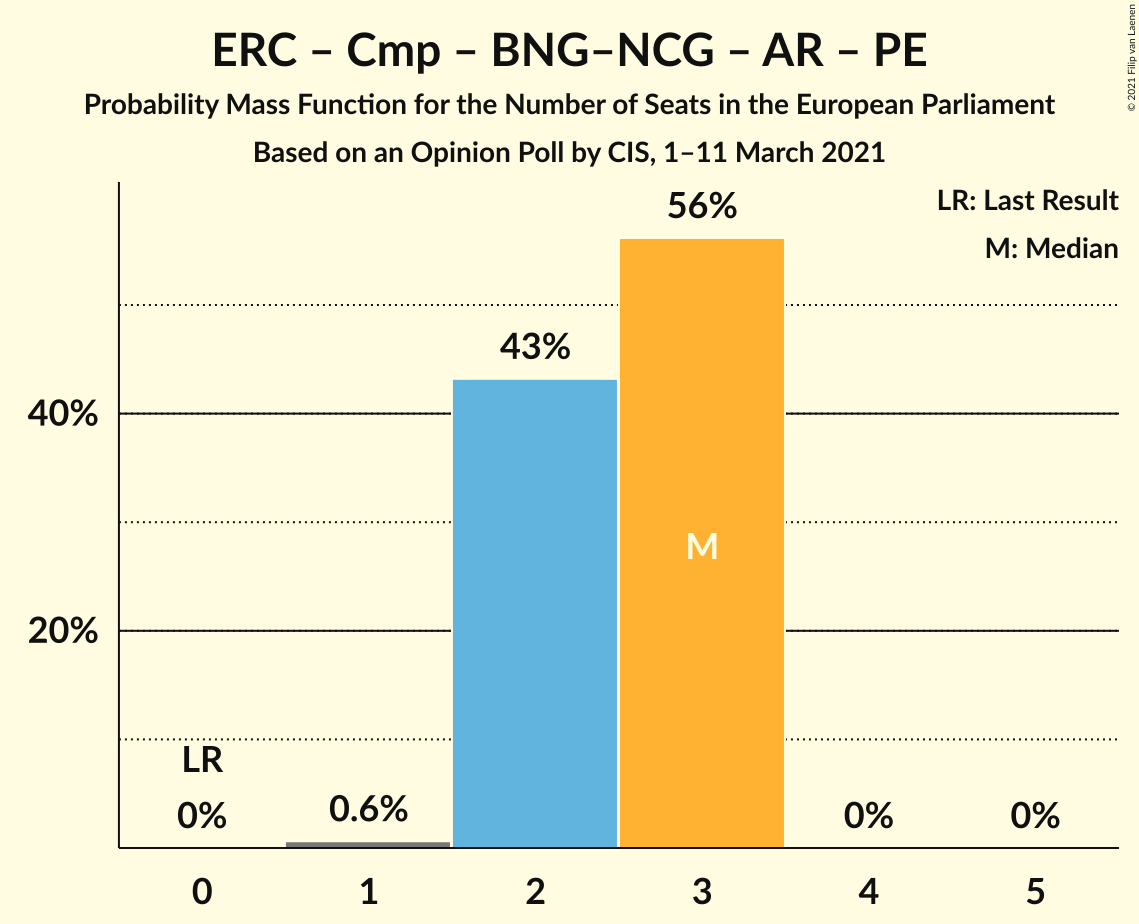 ERC – Cmp – BNG–NCG – AR – PE
Probability Mass Function for the Number of Seats in the European Parliament
Based on an Opinion Poll by CIS, 1–11 March 2021
© 2021 Filip van Laenen
LR: Last Result
M: Median
56%
43%
40%
M
20%
LR
0%
0.6%
0%
0%
0
1
2
3
4
5